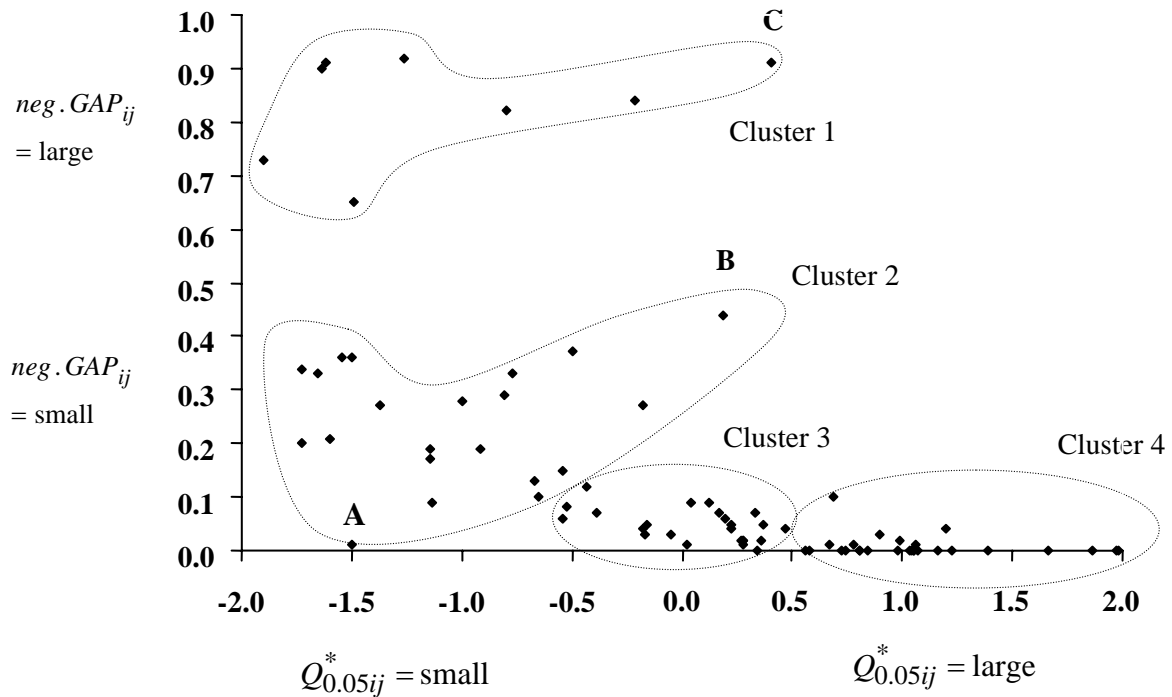 1.0
C
0.9
neg.GAP_ij
0.8
Cluster 1
= large
0.7
0.6
B
0.5
Cluster 2
0.4
neg.GAP_ij
0.3
= small
0.2
Cluster 3
Cluster 4
0.1
A
0.0
-2.0 -1.5 -1.0 -0.5 0.0 0.5 1.0 1.5 2.0
Q*_0.05ij = small
Q*_0.05ij = large